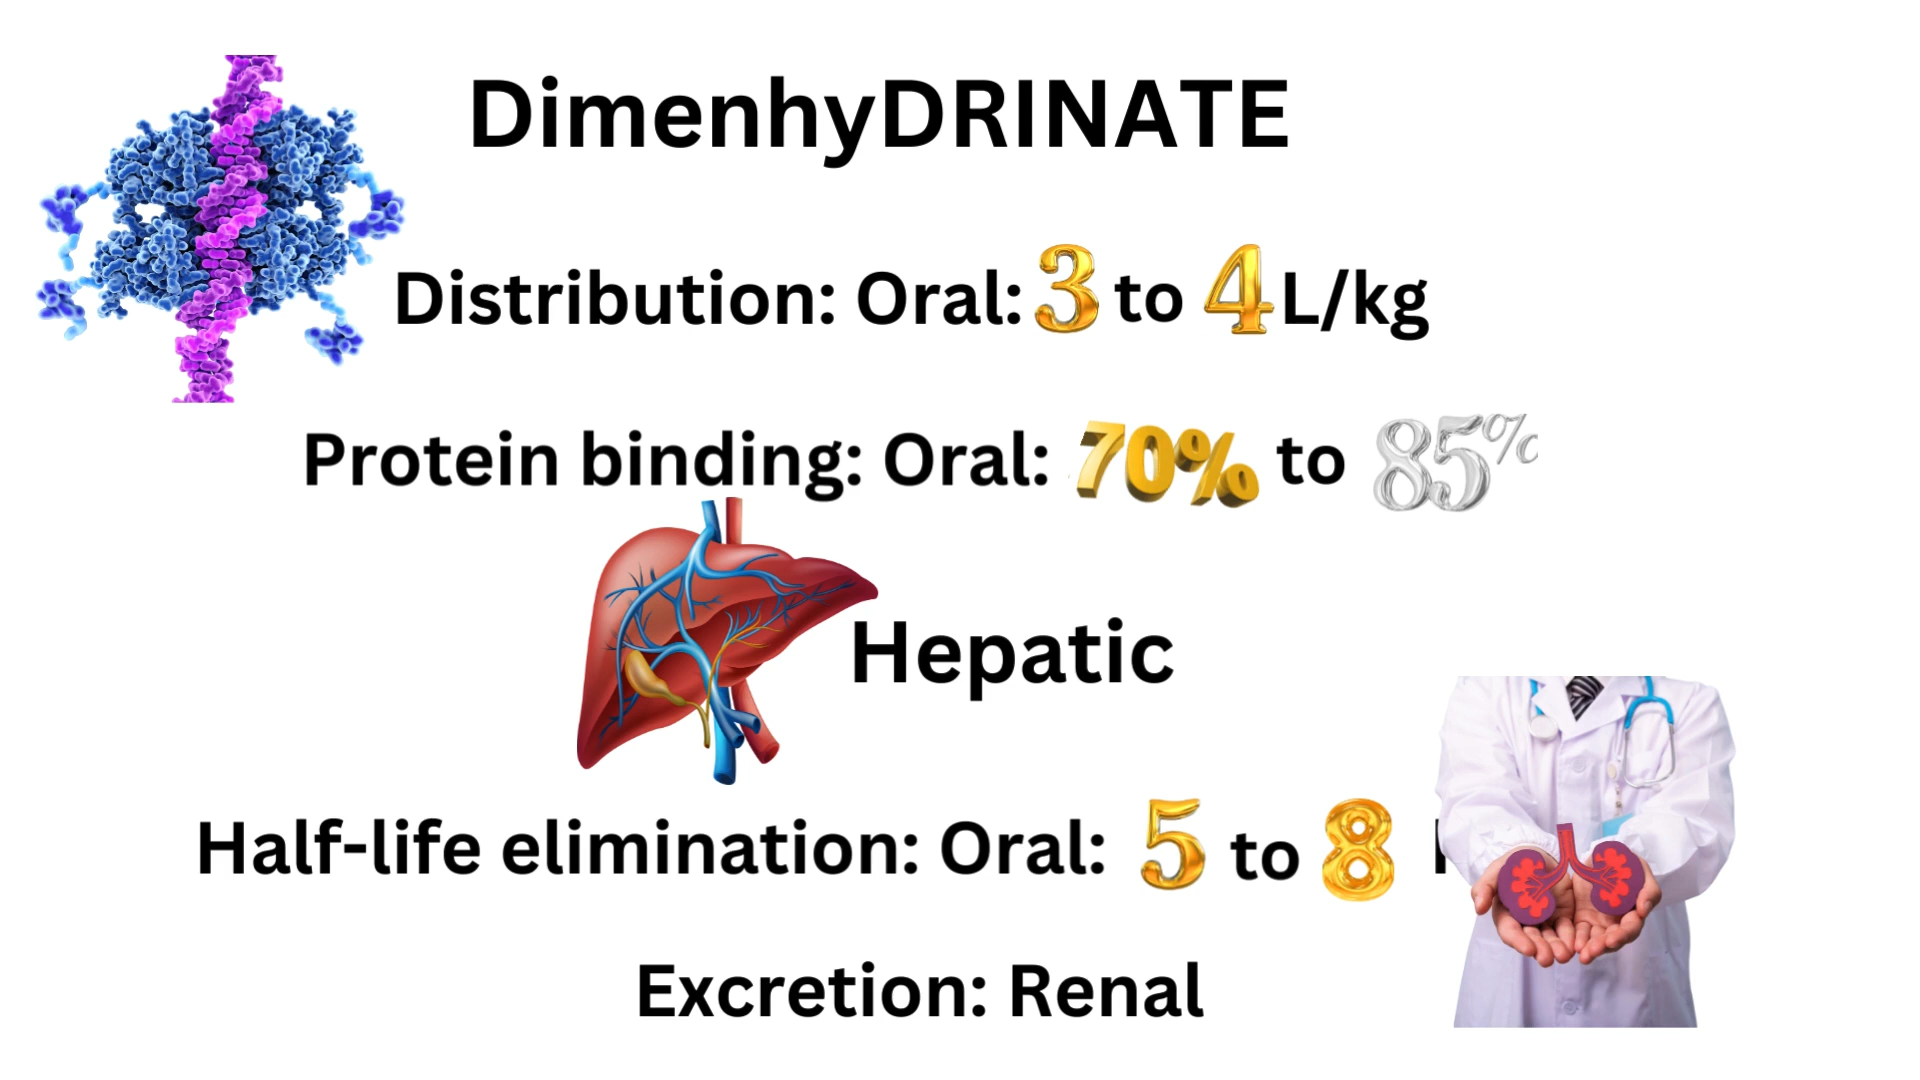 DimenhyDRINATE
Distribution: Oral: 3 to 4 L/kg
Protein binding: Oral: 70% to 85%
Hepatic
Half-life elimination: Oral: 5 to 8
Excretion: Renal